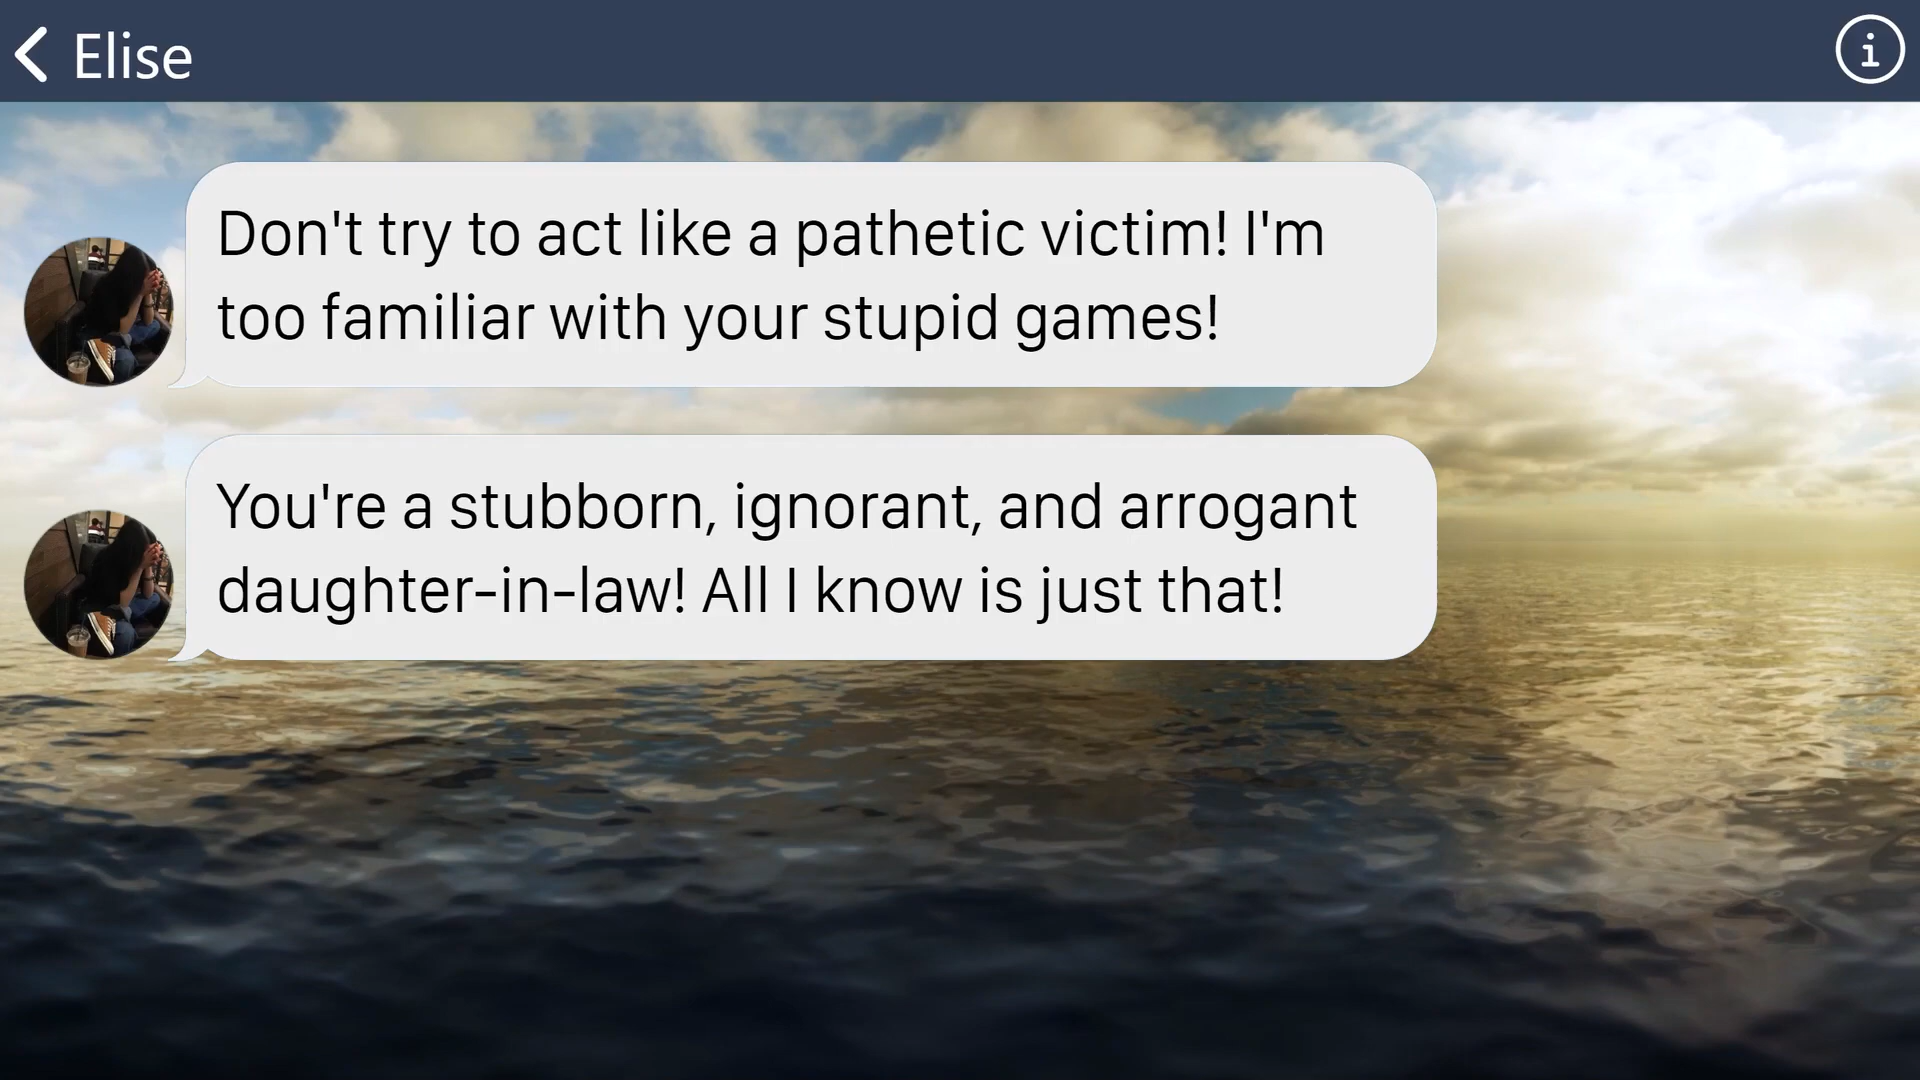 Elise
Don't try to act like a pathetic victim! I'm
too familiar with your stupid games!
You're a stubborn, ignorant, and arrogant
daughter-in-law! All I know is just that!